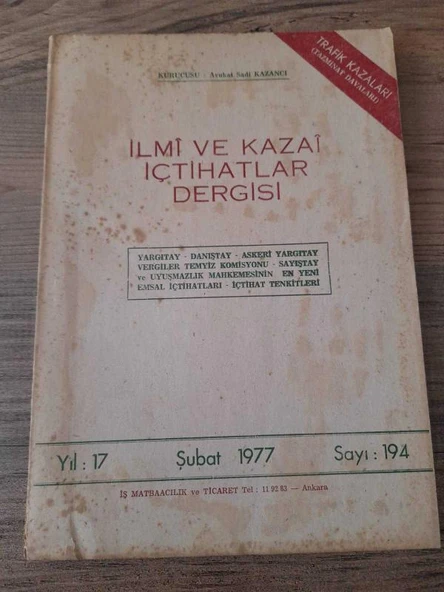 KURUCUSU : Avukat Sadi KAZANCI
TRAFİK KAZALARI
(TAZMİNAT DAVALARI)
İLMÎ VE KAZAÎ
İÇTİHATLAR
DERGİSİ
YARGITAY - DANIŞTAY - ASKERİ YARGITAY
VERGİLER TEMYİZ KOMİSYONU - SAYIŞTAY
ve UYUŞMAZLIK MAHKEMESİNİN EN YENİ
EMSAL İÇTİHATLARI - İÇTİHAT TENKİTLERİ
Yıl : 17 Şubat 1977 Sayı : 194
İŞ MATBAACILIK ve TİCARET Tel : 11 92 82 — Ankara